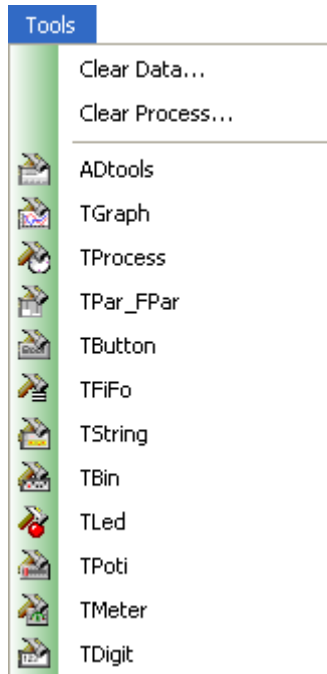 Tools
Clear Data...
Clear Process...
ADtools
TGraph
TProcess
TPar_FPar
TButton
TFiFo
TString
TBin
TLed
TPoti
TMeter
TDigit